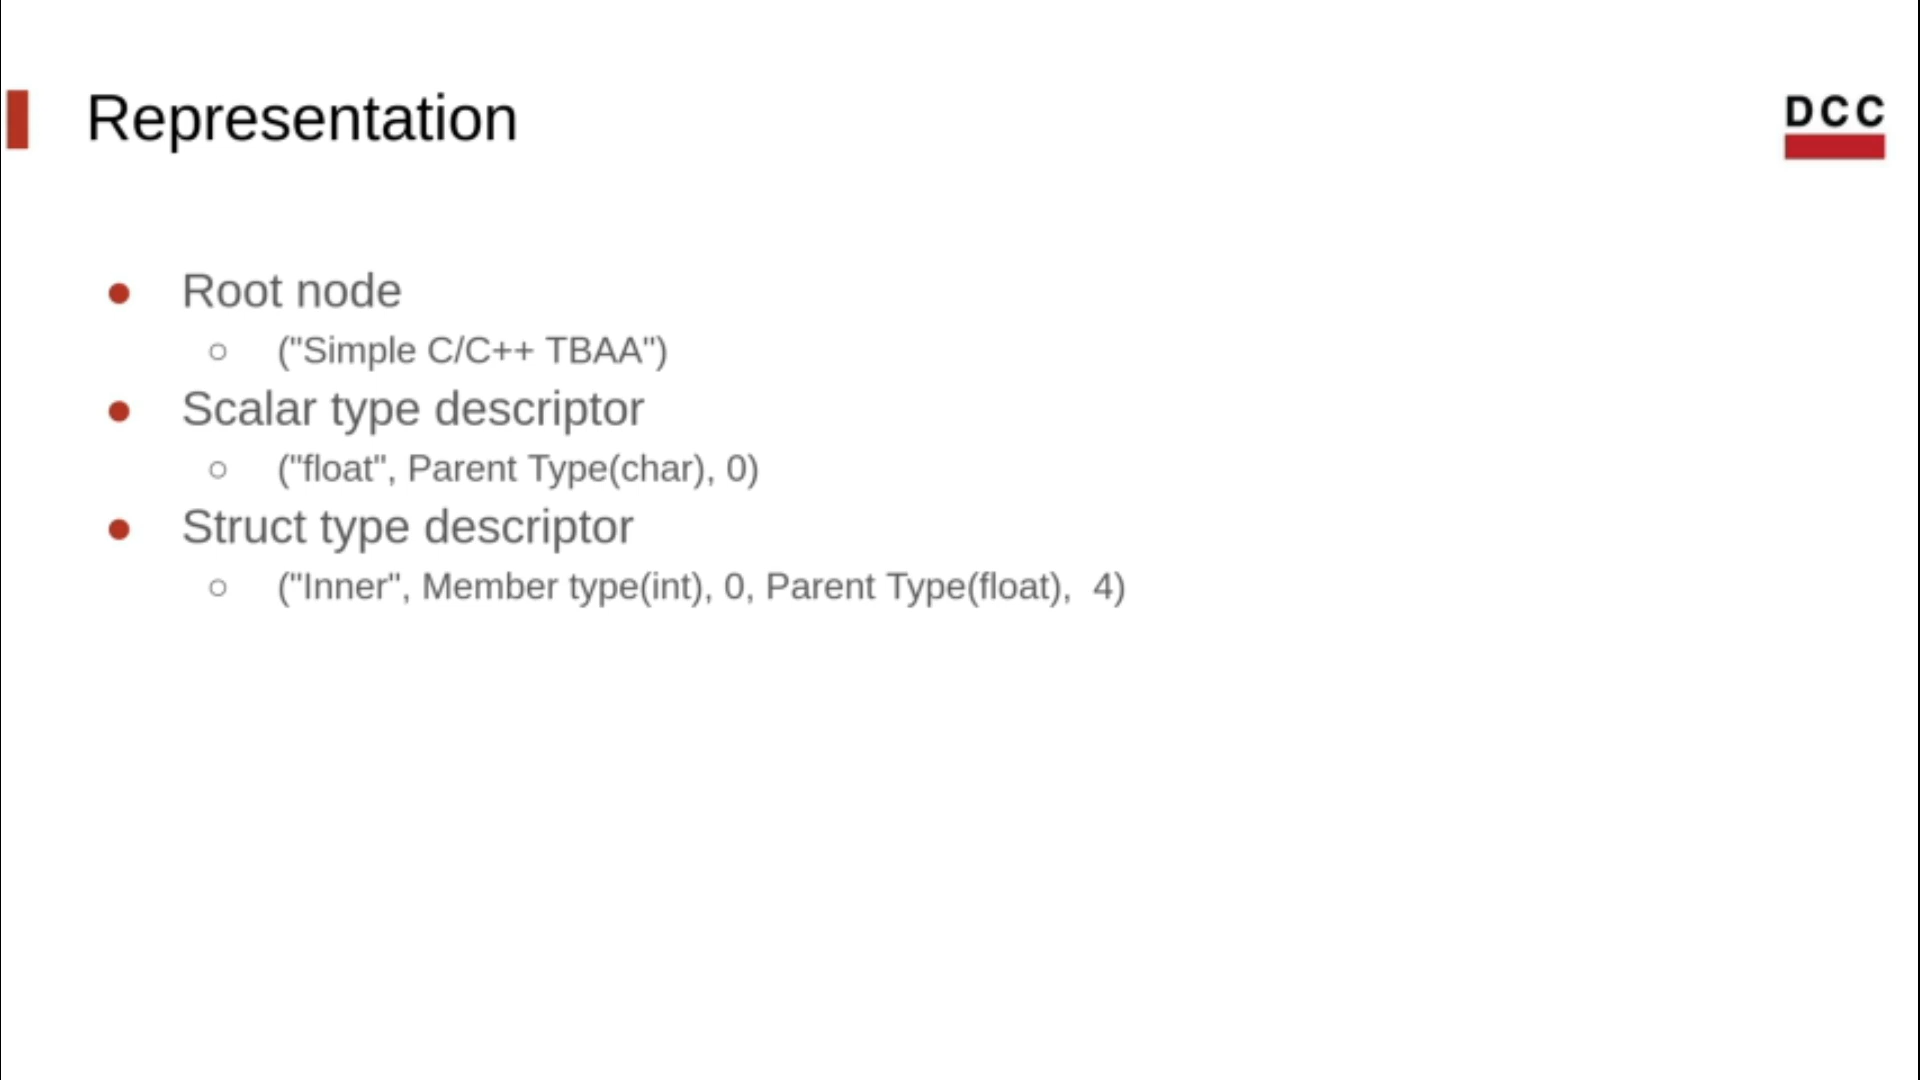 Representation
DCC
Root node
("Simple C/C++ TBAA")
Scalar type descriptor
("float", Parent Type(char), 0)
Struct type descriptor
("Inner", Member type(int), 0, Parent Type(float),  4)